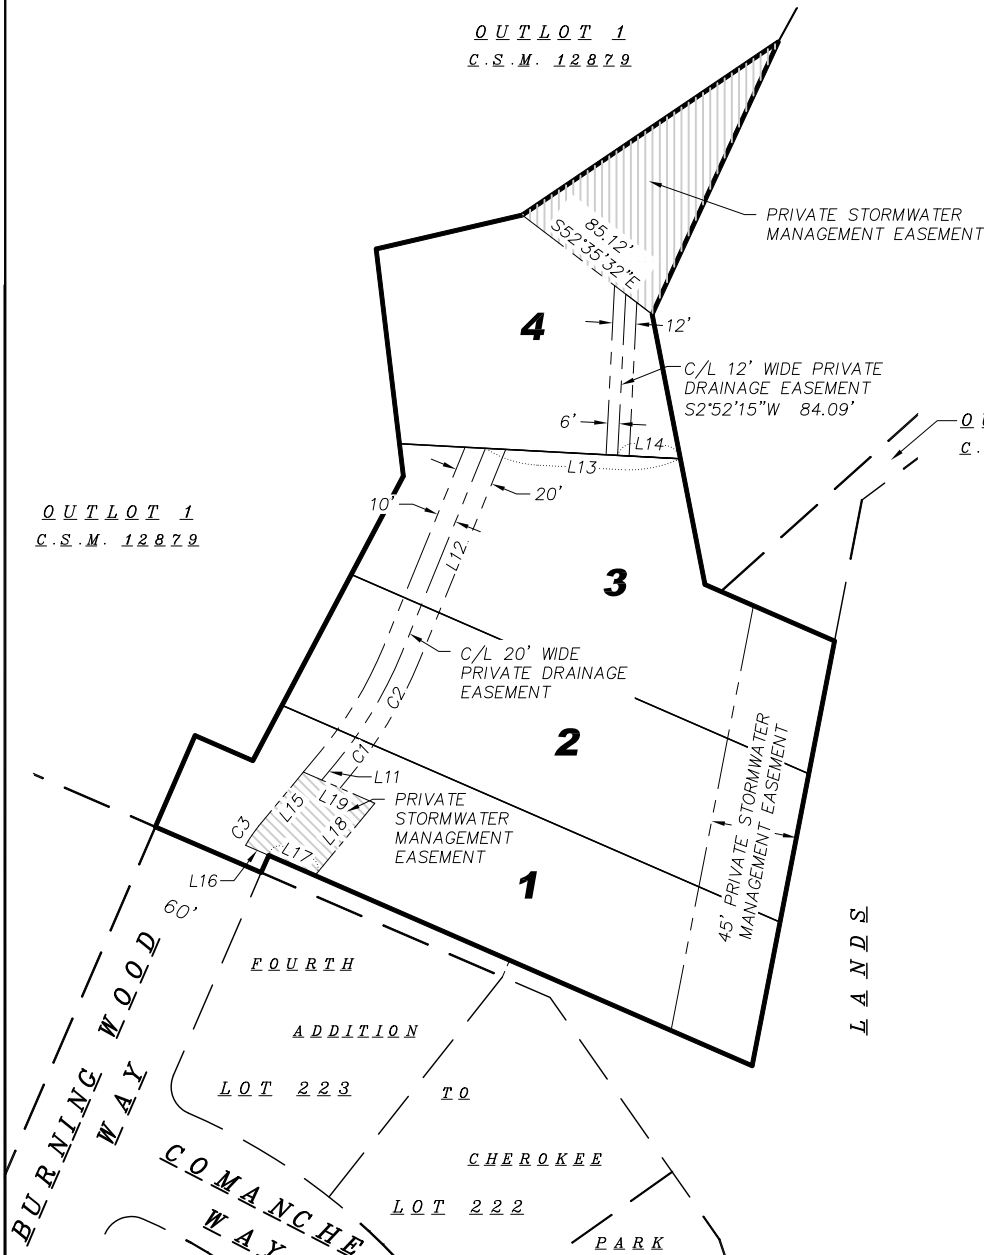 OUTLOT 1
C.S.M. 12879
PRIVATE STORMWATER
MANAGEMENT EASEMENT
85.12'
S52°35'32"E
4
12'
C/L 12' WIDE PRIVATE
DRAINAGE EASEMENT
S2°52'15"W 84.09'
6'
L14
L13
20'
10'
L12
OUTLOT 1
C.S.M. 12879
3
C/L 20' WIDE
PRIVATE DRAINAGE
EASEMENT
C2
2
C1
L11
L19
L15
L18
PRIVATE
STORMWATER
MANAGEMENT
EASEMENT
C3
L17
L16
1
45' PRIVATE STORMWATER
MANAGEMENT EASEMENT
60'
LANDS
BURNING WOOD
WAY
FOURTH
ADDITION
LOT 223
TO
CHEROKEE
LOT 222
PARK
COMANCHE
WAY